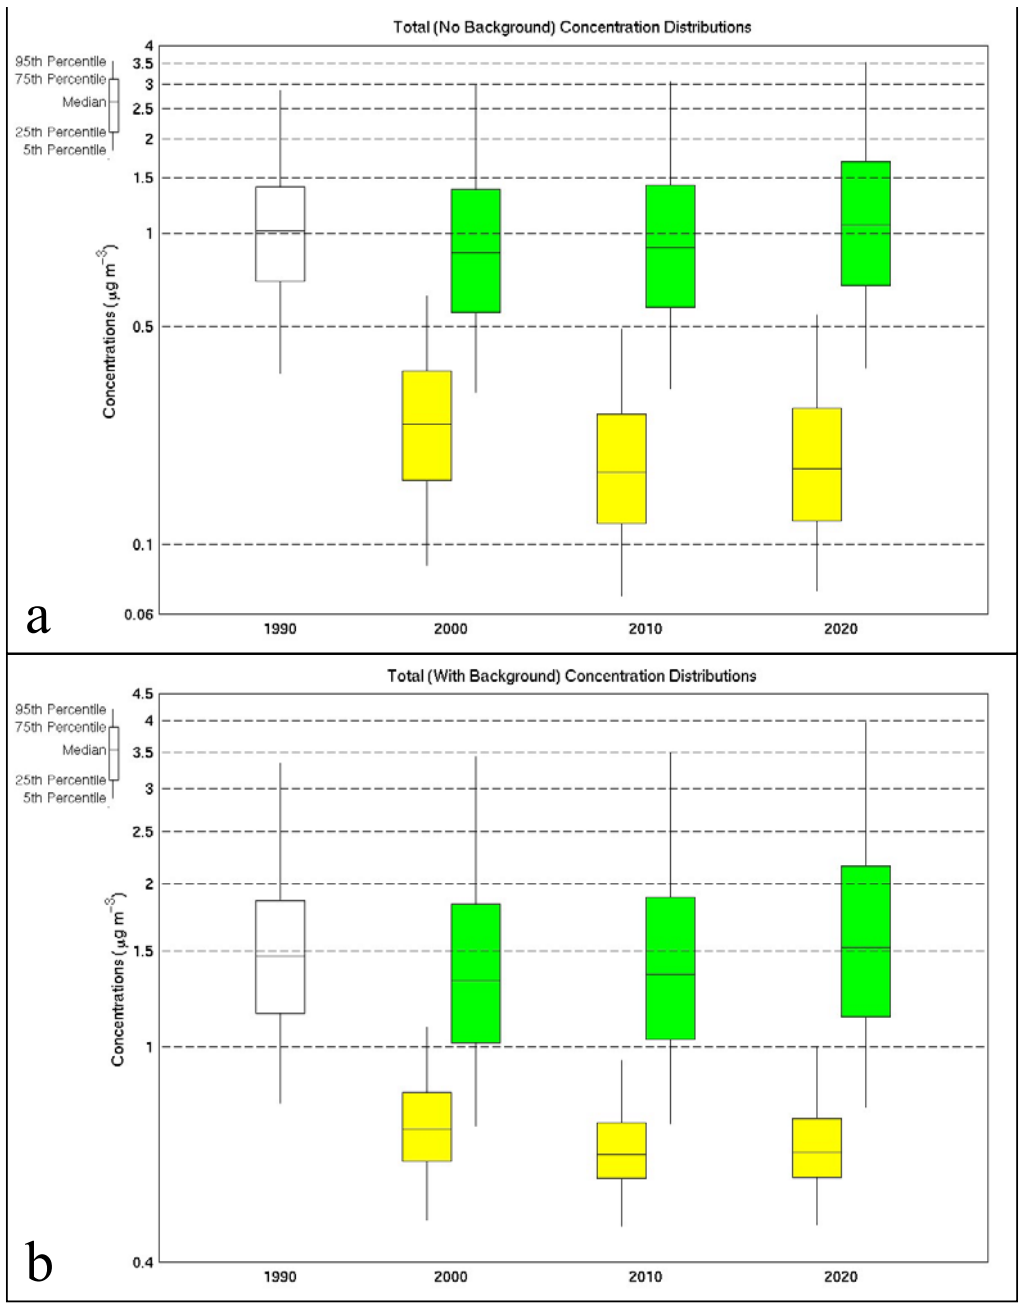 Total (No Background) Concentration Distributions
95th Percentile
75th Percentile
Median
25th Percentile
5th Percentile
Concentrations (μg m⁻³)
4
3.5
3
2.5
2
1.5
1
0.5
0.1
0.06
1990 2000 2010 2020
a
Total (With Background) Concentration Distributions
95th Percentile
75th Percentile
Median
25th Percentile
5th Percentile
Concentrations (μg m⁻³)
4.5
4
3.5
3
2.5
2
1.5
1
0.4
1990 2000 2010 2020
b